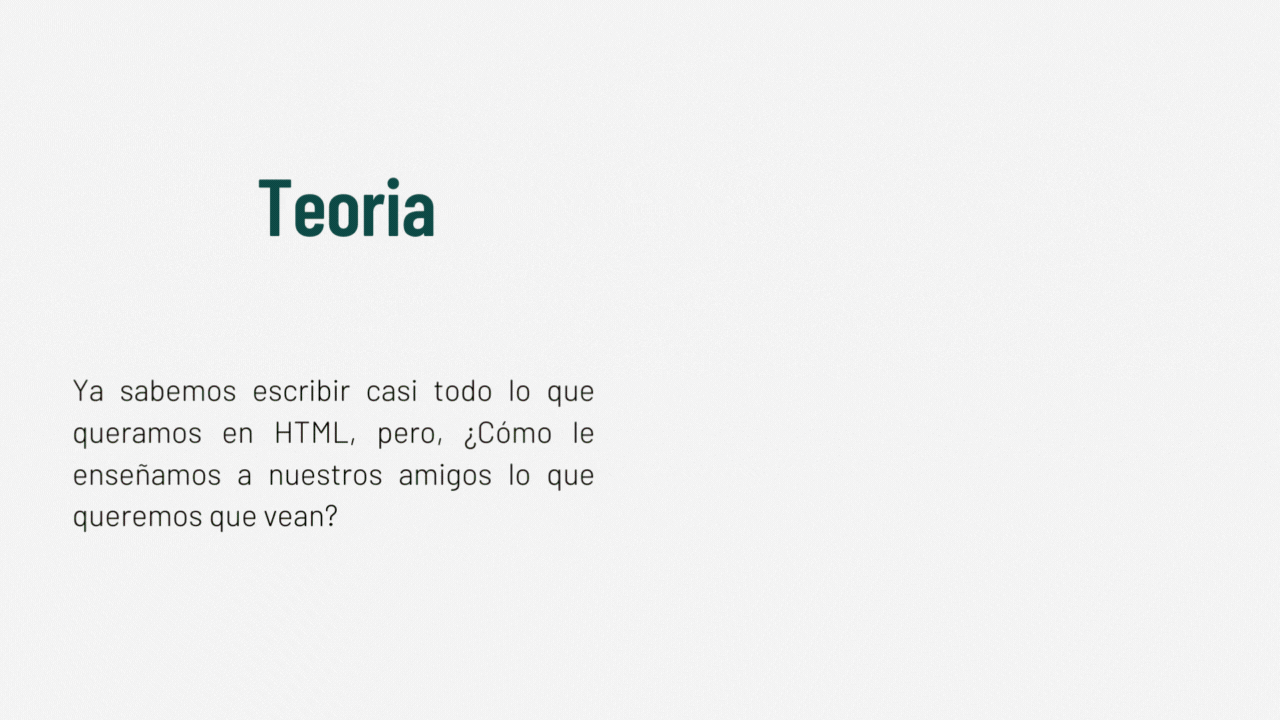 Teoria
Ya sabemos escribir casi todo lo que
queramos en HTML, pero, ¿Cómo le
enseñamos a nuestros amigos lo que
queremos que vean?